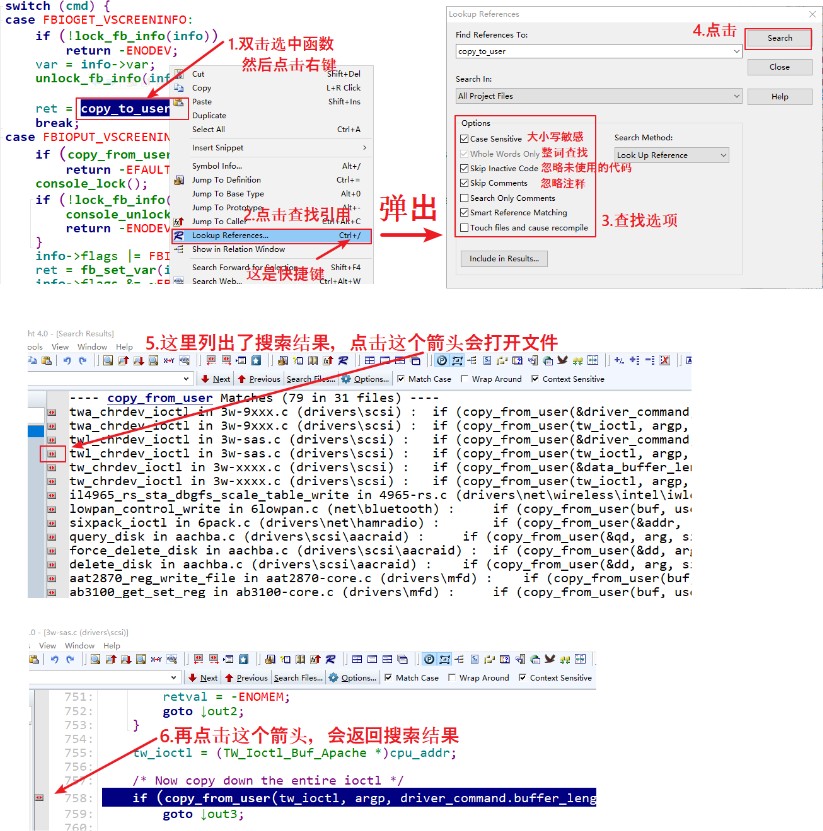 switch (cmd) {
case FBIOGET_VSCREENINFO:
if (!lock_fb_info(info))
return -ENODEV;
var = info->var;
unlock_fb_info(inf
ret = copy_to_user
break;
case FBIOPUT_VSCREENINFO
if (copy_from_user
return -EFAULT
console_lock();
if (!lock_fb_info(
console_unlock
return -ENODEV
}
info->flags |= FBI
ret = fb_set_var(i
info->flags &= ~FB
1.双击选中函数
然后点击右键
Cut Shift+Del
Copy L+R Click
Paste Shift+Ins
Duplicate
Select All Ctrl+A
Insert Snippet
Symbol Info... Alt+/
Jump To Definition Ctrl+=
Jump To Base Type Alt+0
Jump To Prototype
Jump To Caller
2.点击查找引用
Lookup References... Ctrl+/
Show in Relation Window
Search Forward for Selection Shift+F4
Search Web... Ctrl+Alt+W
这是快捷键
弹出
Lookup References
Find References To:
copy_to_user
Search In:
All Project Files
4.点击
Search
Close
Help
Options
Case Sensitive 大小写敏感
Whole Words Only 整词查找
Skip Inactive Code 忽略未使用的代码
Skip Comments 忽略注释
Search Only Comments
Smart Reference Matching
Touch files and cause recompile
Search Method:
Look Up Reference
3.查找选项
Include in Results...
ht 4.0 - [Search Results]
ools View Window Help
5.这里列出了搜索结果，点击这个箭头会打开文件
Next Previous Search Files... Options... Match Case Wrap Around Context Sensitive
---- copy_from_user Matches (79 in 31 files) ----
twa_chrdev_ioctl in 3w-9xxx.c (drivers\scsi) : if (copy_from_user(&driver_command
twa_chrdev_ioctl in 3w-9xxx.c (drivers\scsi) : if (copy_from_user(tw_ioctl, argp,
twl_chrdev_ioctl in 3w-sas.c (drivers\scsi) : if (copy_from_user(&driver_command
twl_chrdev_ioctl in 3w-sas.c (drivers\scsi) : if (copy_from_user(tw_ioctl, argp,
tw_chrdev_ioctl in 3w-xxxx.c (drivers\scsi) : if (copy_from_user(&data_buffer_len
tw_chrdev_ioctl in 3w-xxxx.c (drivers\scsi) : if (copy_from_user(tw_ioctl, argp,
il4965_rs_sta_dbgfs_scale_table_write in 4965-rs.c (drivers\net\wireless\intel\iwle
lowpan_control_write in 6lowpan.c (net\bluetooth) : if (copy_from_user(buf, use
sixpack_ioctl in 6pack.c (drivers\net\hamradio) : if (copy_from_user(&addr,
query_disk in aachba.c (drivers\scsi\aacraid) : if (copy_from_user(&qd, arg, si
force_delete_disk in aachba.c (drivers\scsi\aacraid) : if (copy_from_user(&dd, arg
delete_disk in aachba.c (drivers\scsi\aacraid) : if (copy_from_user(&dd, arg, s
aat2870_reg_write_file in aat2870-core.c (drivers\mfd) : if (copy_from_user(buf
ab3100_get_set_reg in ab3100-core.c (drivers\mfd) : if (copy_from_user(buf, use
.0 - [3w-sas.c (drivers\scsi)]
View Window Help
Next Previous Search Files... Options... Match Case Wrap Around Context Sensitive
751: retval = -ENOMEM;
752: goto ↓out2;
753: }
6.再点击这个箭头，会返回搜索结果
755: tw_ioctl = (TW_Ioctl_Buf_Apache *)cpu_addr;
756:
757: /* Now copy down the entire ioctl */
758: if (copy_from_user(tw_ioctl, argp, driver_command.buffer_leng
759: goto ↓out3;
760: